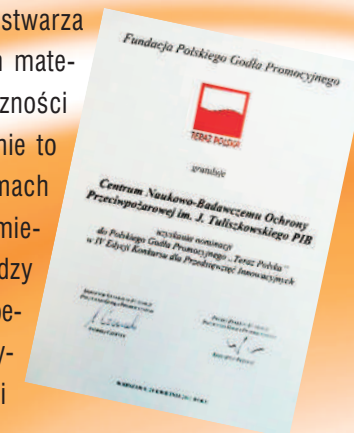 stwarza
mate-
zności
nie to
mach
mie-
dzy
pe-
y-
i
Fundacja Polskiego Godła Promocyjnego
TERAZ POLSKA
gratuluje
Centrum Naukowo-Badawczemu Ochrony
Przeciwpożarowej im. J. Tuliszkowskiego PIB
uzyskania nominacji
do Polskiego Godła Promocyjnego „Teraz Polska”
w IV Edycji Konkursu dla Przedsięwzięć Innowacyjnych